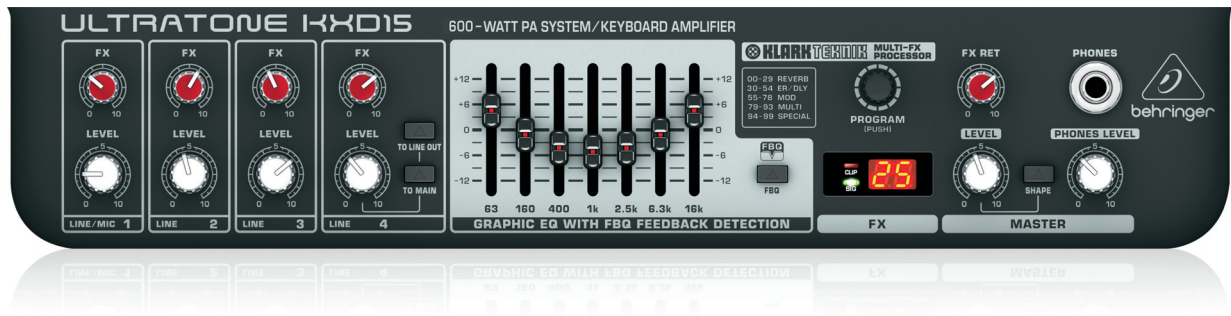 ULTRATONE KXD15
600-WATT PA SYSTEM/KEYBOARD AMPLIFIER
FX
5
0 10
LEVEL
5
0 10
LINE/MIC 1
FX
5
0 10
LEVEL
5
0 10
LINE 2
FX
5
0 10
LEVEL
5
0 10
LINE 3
FX
5
0 10
LEVEL
5
0 10
TO LINE OUT
TO MAIN
LINE 4
+12 +12
+6 +6
0 0
-6 -6
-12 -12
63 160 400 1k 2.5k 6.3k 16k
FBQ
FBQ
GRAPHIC EQ WITH FBQ FEEDBACK DETECTION
KLARK TEKNIK MULTI-FX
PROCESSOR
00-29 REVERB
30-54 ER/DLY
55-78 MOD
79-93 MULTI
94-99 SPECIAL
PROGRAM
(PUSH)
CLIP
SIG
25
FX
FX RET
5
0 10
LEVEL
5
0 10
SHAPE
PHONES
PHONES LEVEL
5
0 10
MASTER
behringer